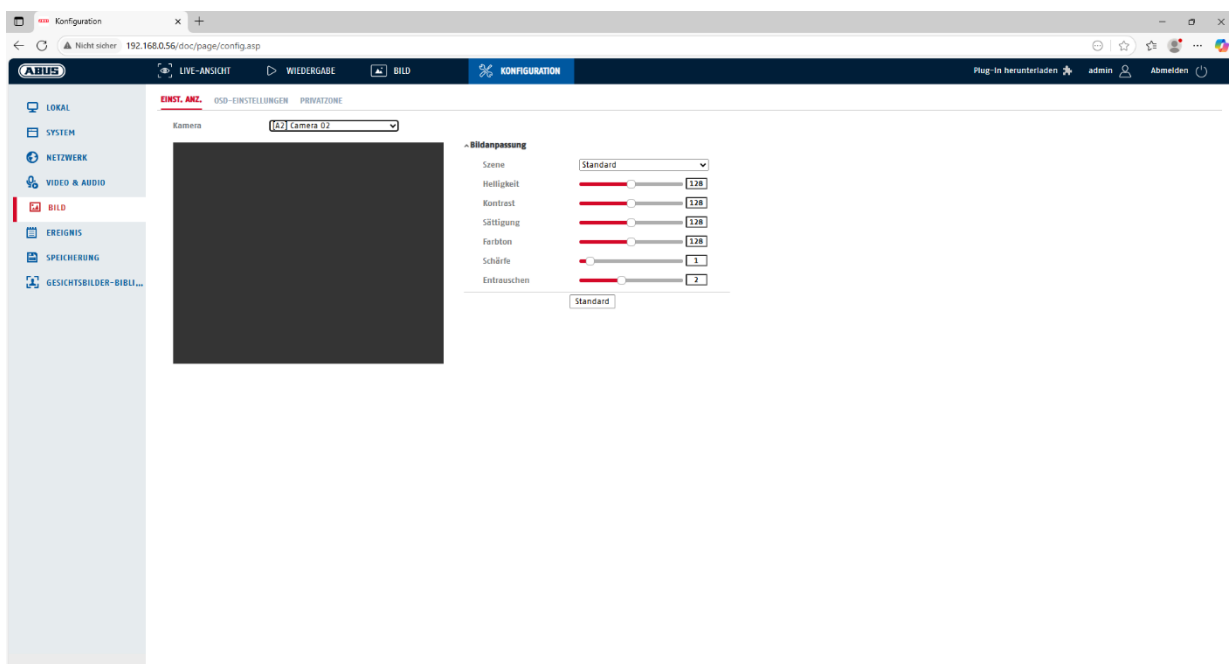 Konfiguration
Nicht sicher 192.168.0.56/doc/page/config.asp
ABUS LIVE-ANSICHT WIEDERGABE BILD KONFIGURATION Plug-In herunterladen admin Abmelden
LOKAL
SYSTEM
NETZWERK
VIDEO & AUDIO
BILD
EREIGNIS
SPEICHERUNG
GESICHTSBILDER-BIBLI...
EINST. ANZ. OSD-EINSTELLUNGEN PRIVATZONE
Kamera [A2] Camera 02
Bildanpassung
Szene Standard
Helligkeit 128
Kontrast 128
Sättigung 128
Farbton 128
Schärfe 1
Entrauschen 2
Standard